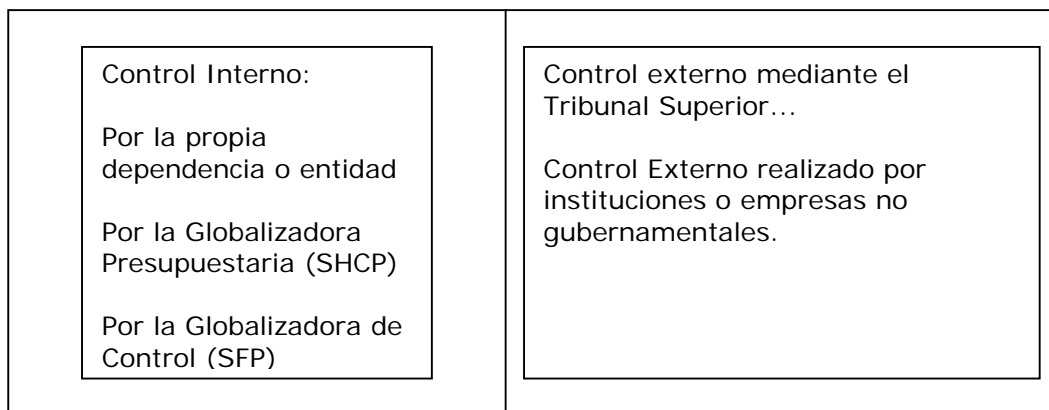 Control Interno:
Por la propia
dependencia o entidad
Por la Globalizadora
Presupuestaria (SHCP)
Por la Globalizadora de
Control (SFP)
Control externo mediante el
Tribunal Superior...
Control Externo realizado por
instituciones o empresas no
gubernamentales.